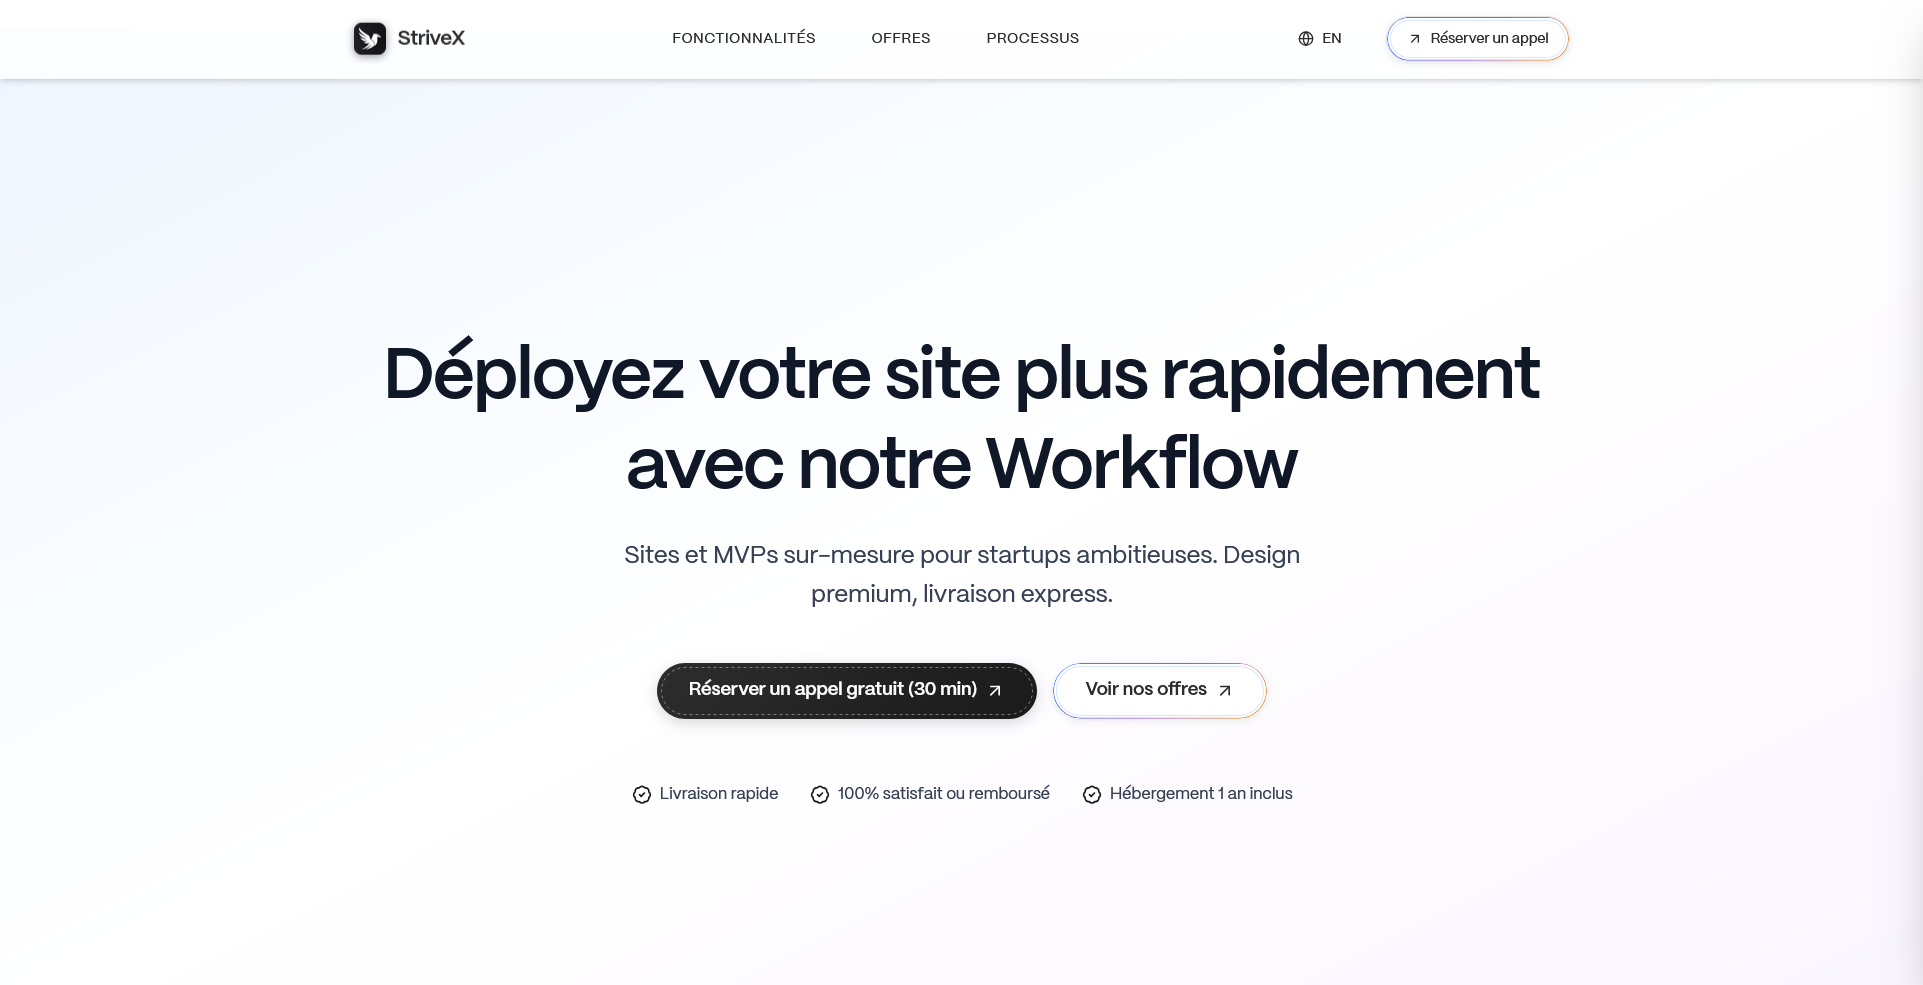 StriveX
FONCTIONNALITÉS
OFFRES
PROCESSUS
EN
Réserver un appel
Déployez votre site plus rapidement
avec notre Workflow
Sites et MVPs sur-mesure pour startups ambitieuses. Design
premium, livraison express.
Réserver un appel gratuit (30 min)
Voir nos offres
Livraison rapide
100% satisfait ou remboursé
Hébergement 1 an inclus